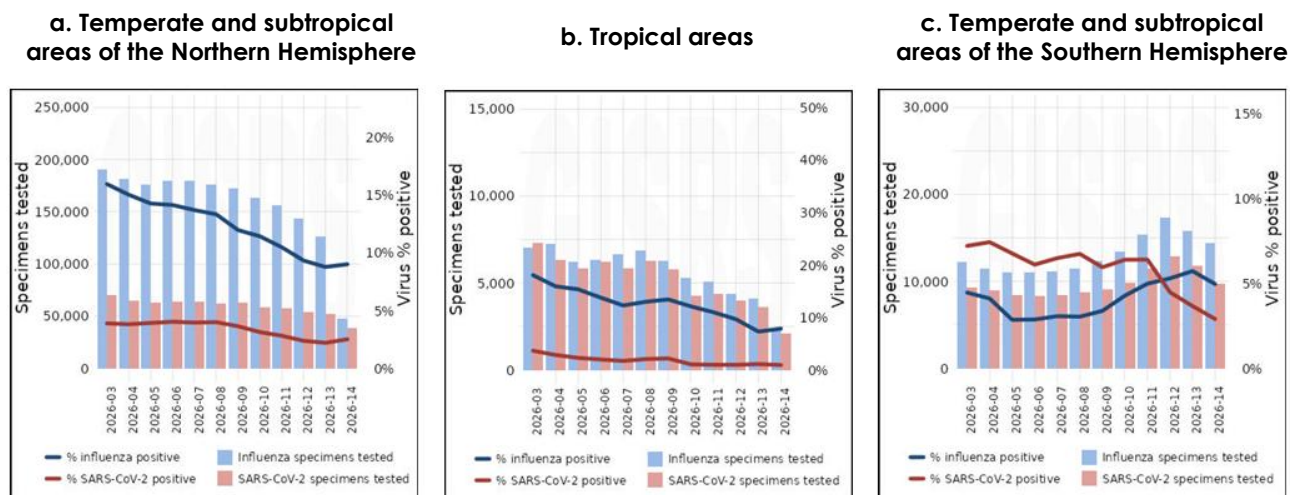 a. Temperate and subtropical
areas of the Northern Hemisphere
b. Tropical areas
c. Temperate and subtropical
areas of the Southern Hemisphere
250,000
200,000
150,000
100,000
50,000
0
Specimens tested
20%
15%
10%
5%
0%
Virus % positive
2026-03
2026-04
2026-05
2026-06
2026-07
2026-08
2026-09
2026-10
2026-11
2026-12
2026-13
2026-14
% influenza positive
Influenza specimens tested
% SARS-CoV-2 positive
SARS-CoV-2 specimens tested
15,000
10,000
5,000
0
Specimens tested
50%
40%
30%
20%
10%
0%
Virus % positive
2026-03
2026-04
2026-05
2026-06
2026-07
2026-08
2026-09
2026-10
2026-11
2026-12
2026-13
2026-14
% influenza positive
Influenza specimens tested
% SARS-CoV-2 positive
SARS-CoV-2 specimens tested
30,000
20,000
10,000
0
Specimens tested
15%
10%
5%
0%
Virus % positive
2026-03
2026-04
2026-05
2026-06
2026-07
2026-08
2026-09
2026-10
2026-11
2026-12
2026-13
2026-14
% influenza positive
Influenza specimens tested
% SARS-CoV-2 positive
SARS-CoV-2 specimens tested